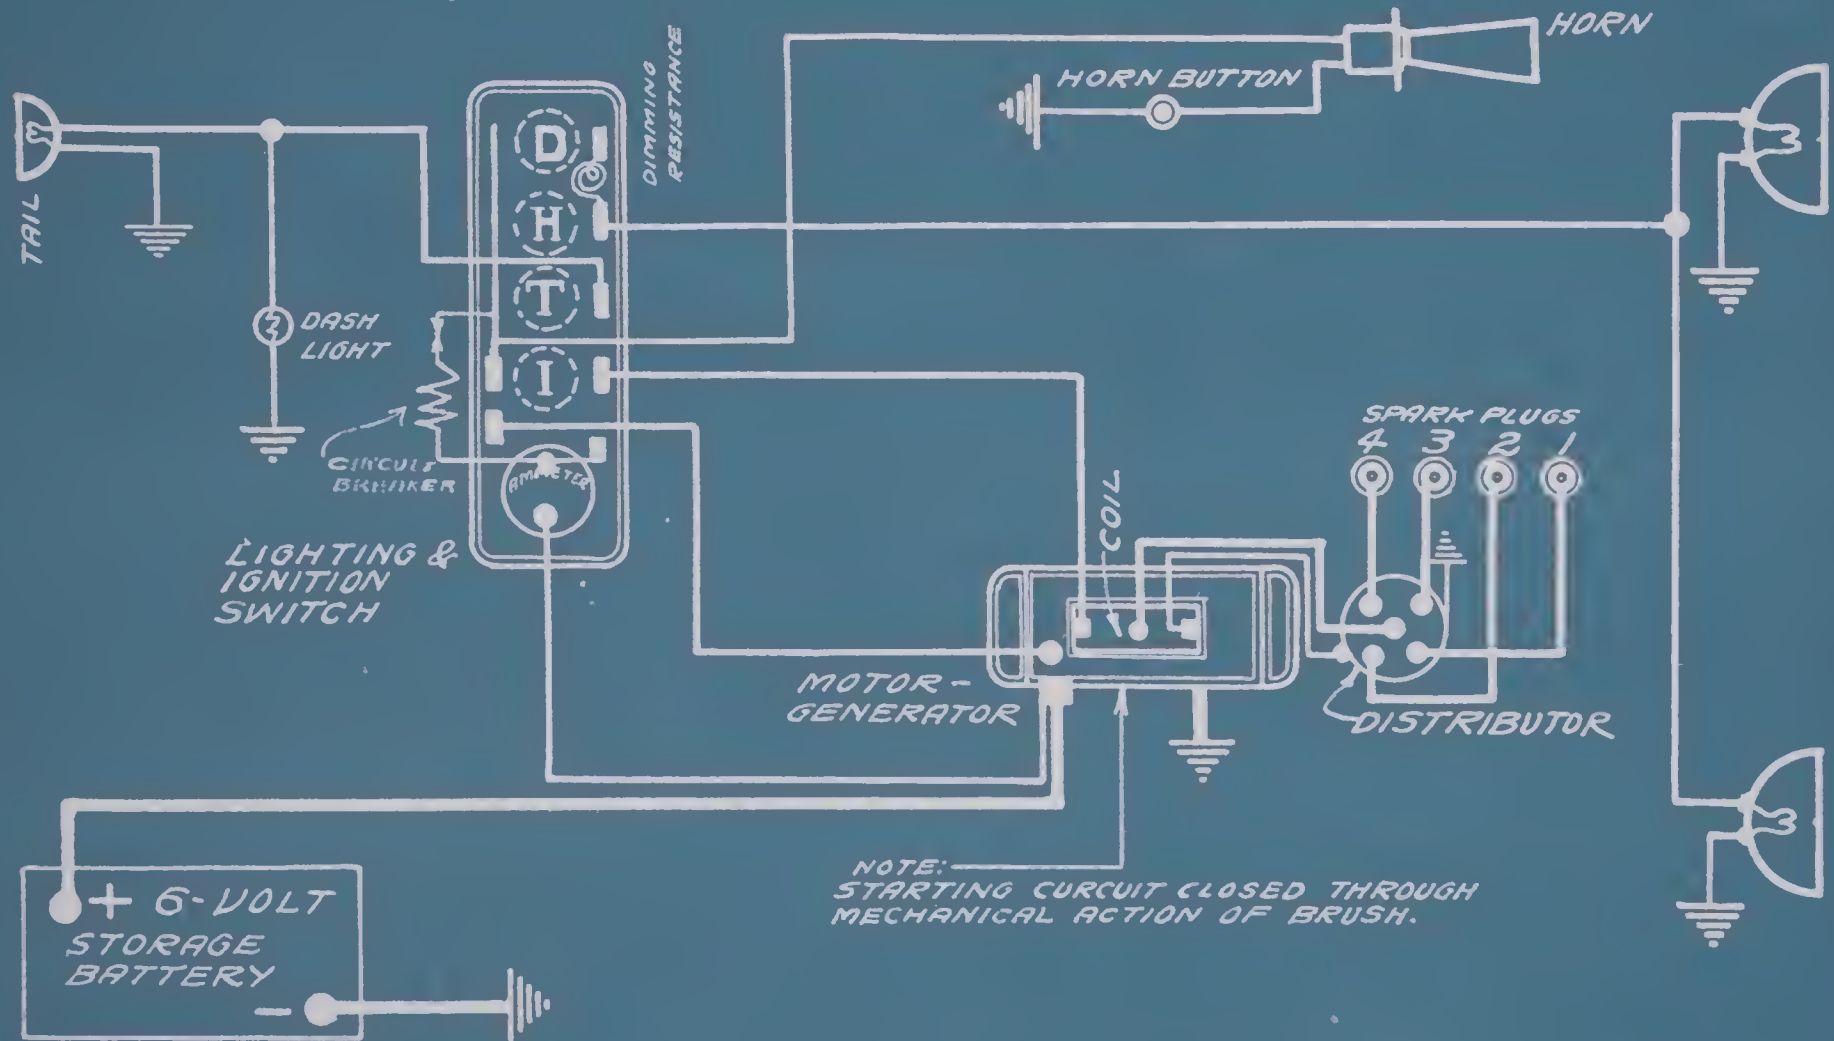 HORN
HORN BUTTON
DIMMING
RESISTANCE
D
H
T
I
TAIL
DASH
LIGHT
CIRCUIT
BREAKER
AMMETER
LIGHTING &
IGNITION
SWITCH
SPARK PLUGS
4 3 2 1
COIL
MOTOR-
GENERATOR
DISTRIBUTOR
NOTE:
STARTING CURCUIT CLOSED THROUGH
MECHANICAL ACTION OF BRUSH.
+ 6-VOLT
STORAGE
BATTERY
-